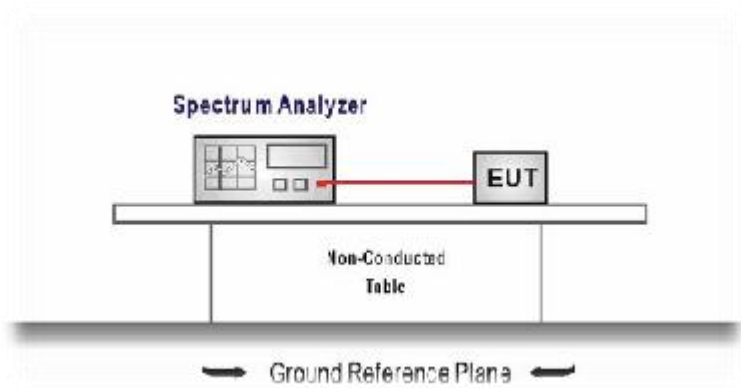 Spectrum Analyzer
EUT
Non-Conducted
Table
Ground Reference Plane